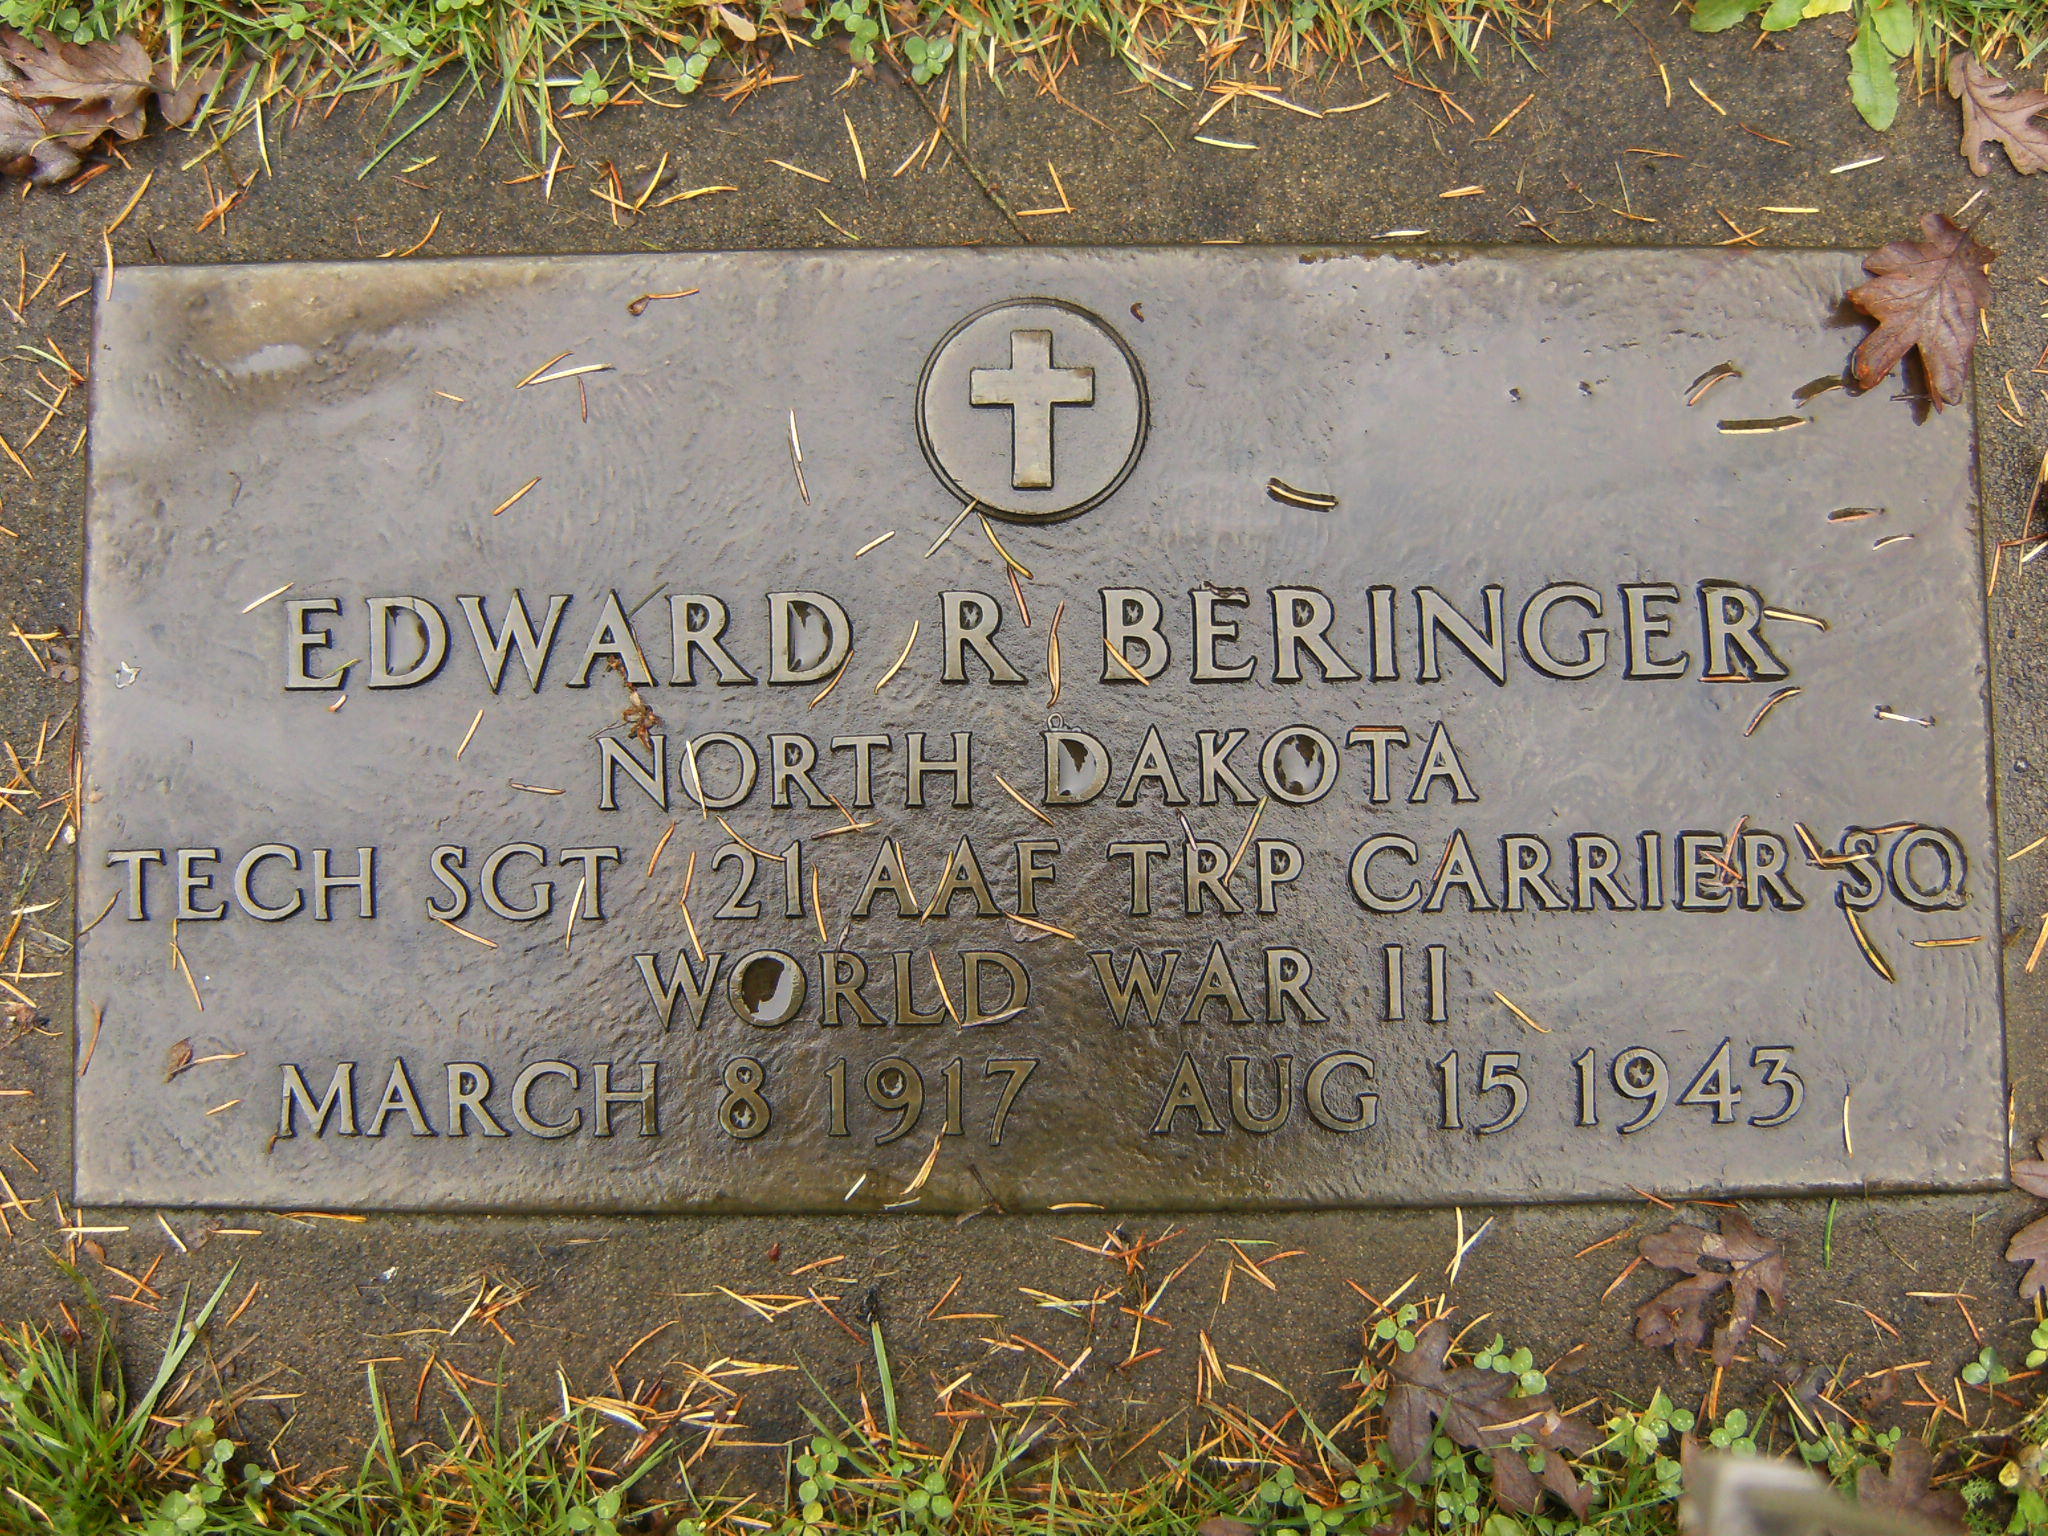 EDWARD R BERINGER
NORTH DAKOTA
TECH SGT 21 AAF TRP CARRIER SQ
WORLD WAR II
MARCH 8 1917 AUG 15 1943